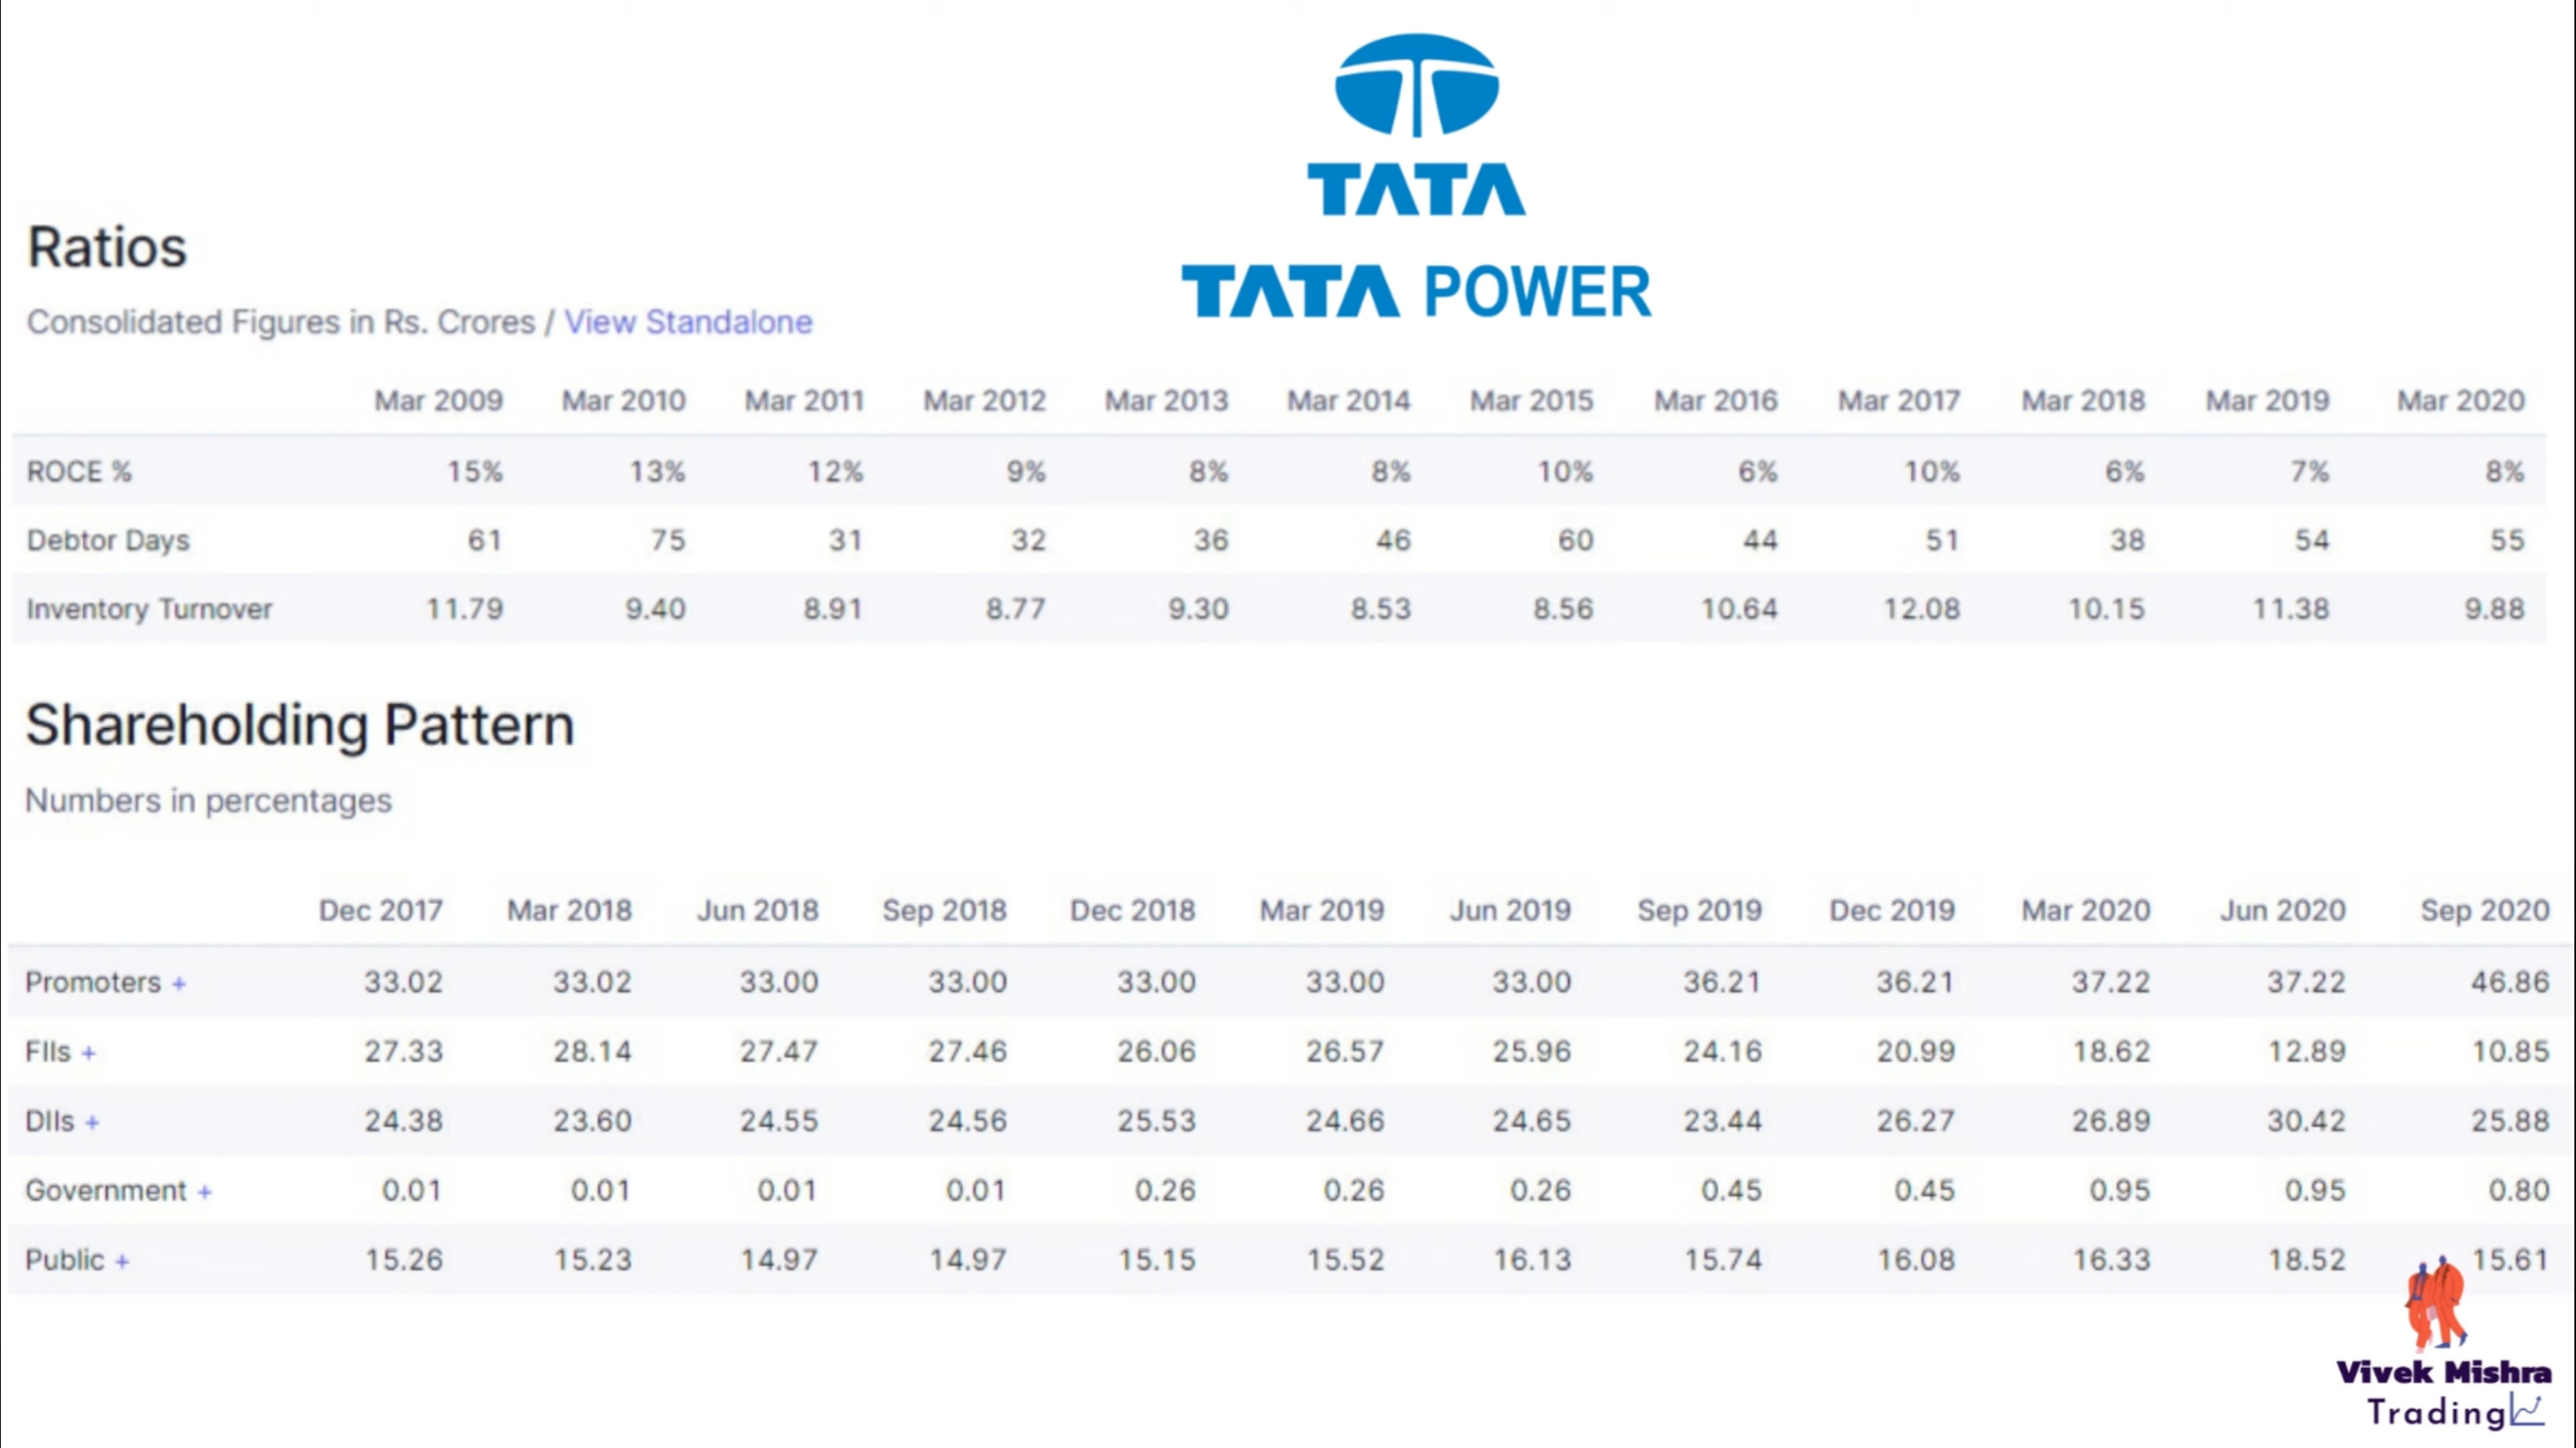 TATA
TATA POWER
Ratios
Consolidated Figures in Rs. Crores / View Standalone
Mar 2009 Mar 2010 Mar 2011 Mar 2012 Mar 2013 Mar 2014 Mar 2015 Mar 2016 Mar 2017 Mar 2018 Mar 2019 Mar 2020
ROCE % 15% 13% 12% 9% 8% 8% 10% 6% 10% 6% 7% 8%
Debtor Days 61 75 31 32 36 46 60 44 51 38 54 55
Inventory Turnover 11.79 9.40 8.91 8.77 9.30 8.53 8.56 10.64 12.08 10.15 11.38 9.88
Shareholding Pattern
Numbers in percentages
Dec 2017 Mar 2018 Jun 2018 Sep 2018 Dec 2018 Mar 2019 Jun 2019 Sep 2019 Dec 2019 Mar 2020 Jun 2020 Sep 2020
Promoters + 33.02 33.02 33.00 33.00 33.00 33.00 33.00 36.21 36.21 37.22 37.22 46.86
FIIs + 27.33 28.14 27.47 27.46 26.06 26.57 25.96 24.16 20.99 18.62 12.89 10.85
DIIs + 24.38 23.60 24.55 24.56 25.53 24.66 24.65 23.44 26.27 26.89 30.42 25.88
Government + 0.01 0.01 0.01 0.01 0.26 0.26 0.26 0.45 0.45 0.95 0.95 0.80
Public + 15.26 15.23 14.97 14.97 15.15 15.52 16.13 15.74 16.08 16.33 18.52 15.61
Vivek Mishra
Trading